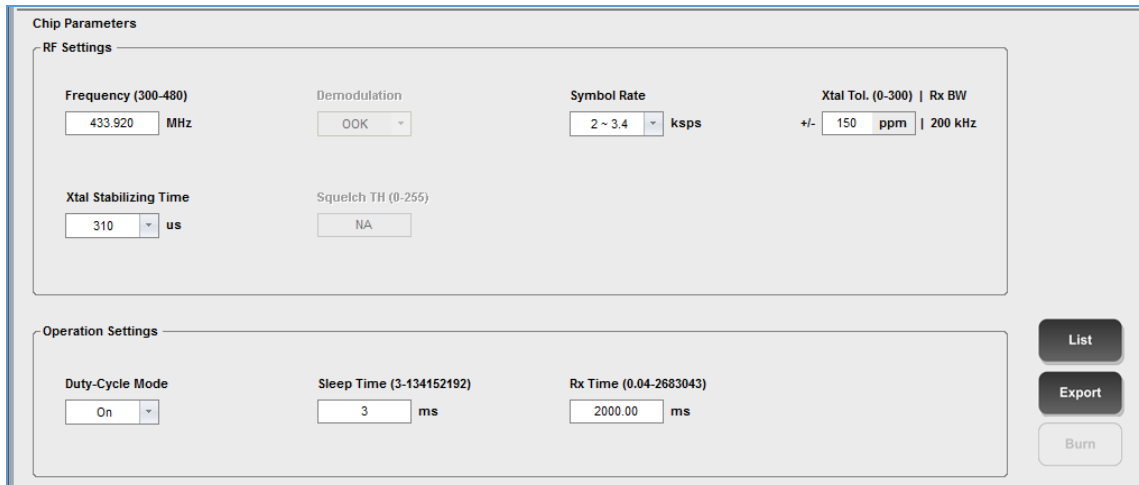 Chip Parameters
RF Settings
Frequency (300-480) Demodulation Symbol Rate Xtal Tol. (0-300) | Rx BW
433.920 MHz OOK 2 ~ 3.4 ksps +/- 150 ppm | 200 kHz
Xtal Stabilizing Time Squelch TH (0-255)
310 us NA
Operation Settings
Duty-Cycle Mode Sleep Time (3-134152192) Rx Time (0.04-2683043)
On 3 ms 2000.00 ms
List
Export
Burn